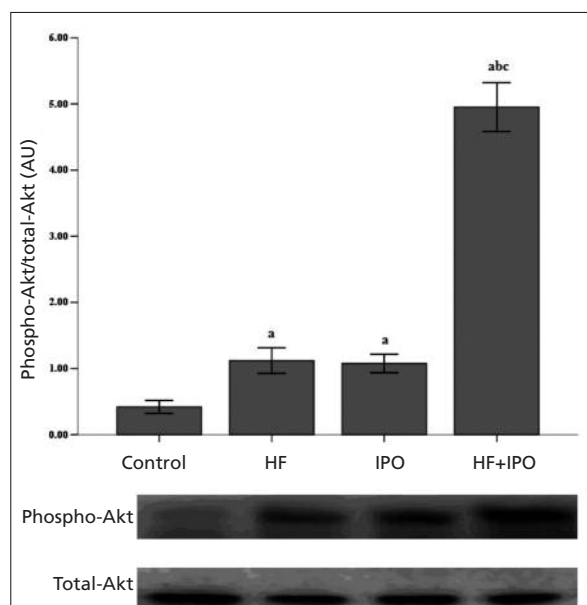 6.00
abc
5.00
4.00
Phospho-Akt/total-Akt (AU)
3.00
2.00
a a
1.00
0.00
Control HF IPO HF+IPO
Phospho-Akt
Total-Akt